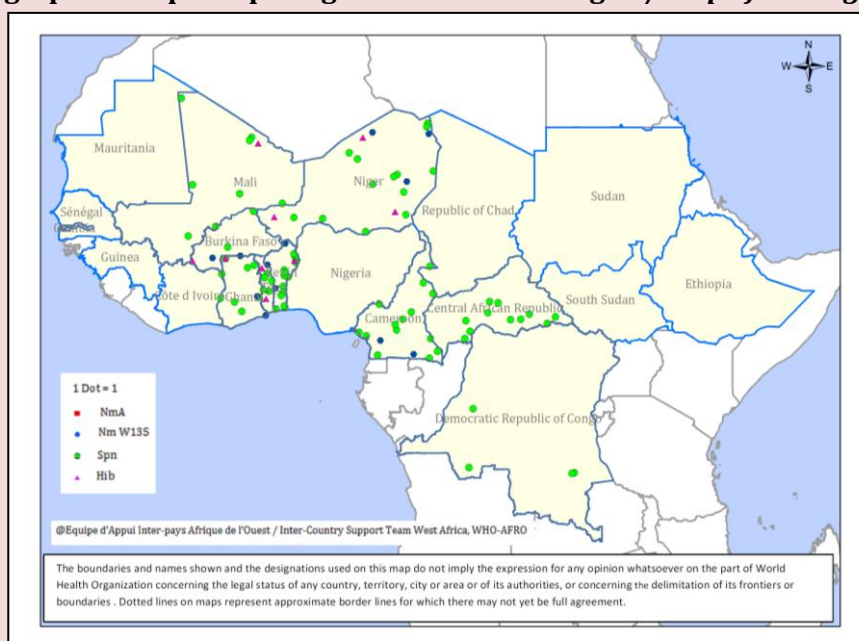 N
W E
S
Mauritania
Mali
Niger
Sudan
Republic of Chad
Sénégal
Burkina Faso
Guinea
Nigeria
Ethiopia
Ghana
South Sudan
Central African Republic
Cameroon
Democratic Republic of Congo
1 Dot = 1
NmA
Nm W135
Spn
Hib
@Equipe d'Appui Inter-pays Afrique de l'Ouest / Inter-Country Support Team West Africa, WHO-AFRO
The boundaries and names shown and the designations used on this map do not imply the expression for any opinion whatsoever on the part of World
Health Organization concerning the legal status of any country, territory, city or area or of its authorities, or concerning the delimitation of its frontiers or
boundaries . Dotted lines on maps represent approximate border lines for which there may not yet be full agreement.